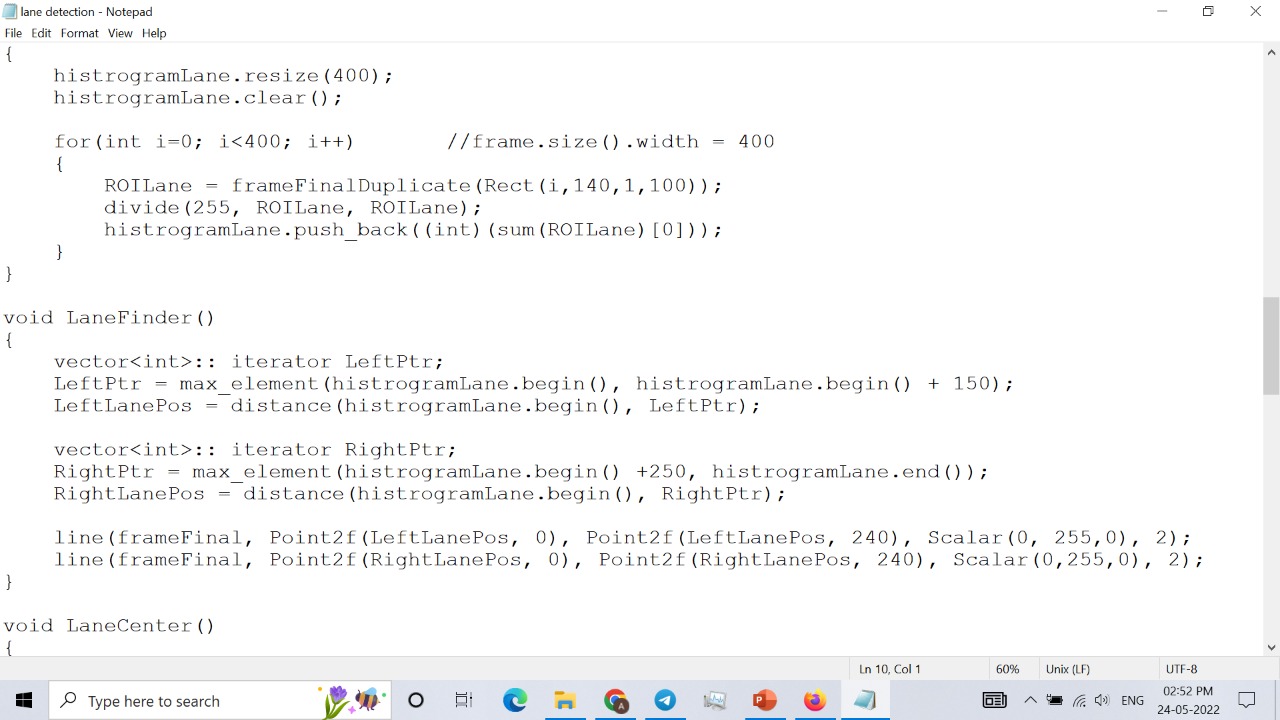 lane detection - Notepad
File Edit Format View Help
{
histrogramLane.resize(400);
histrogramLane.clear();
for(int i=0; i<400; i++) //frame.size().width = 400
{
ROILane = frameFinalDuplicate(Rect(i,140,1,100));
divide(255, ROILane, ROILane);
histrogramLane.push_back((int)(sum(ROILane)[0]));
}
}
void LaneFinder()
{
vector<int>:: iterator LeftPtr;
LeftPtr = max_element(histrogramLane.begin(), histrogramLane.begin() + 150);
LeftLanePos = distance(histrogramLane.begin(), LeftPtr);
vector<int>:: iterator RightPtr;
RightPtr = max_element(histrogramLane.begin() +250, histrogramLane.end());
RightLanePos = distance(histrogramLane.begin(), RightPtr);
line(frameFinal, Point2f(LeftLanePos, 0), Point2f(LeftLanePos, 240), Scalar(0, 255,0), 2);
line(frameFinal, Point2f(RightLanePos, 0), Point2f(RightLanePos, 240), Scalar(0,255,0), 2);
}
void LaneCenter()
{
Ln 10, Col 1 60% Unix (LF) UTF-8
Type here to search ENG 02:52 PM
24-05-2022